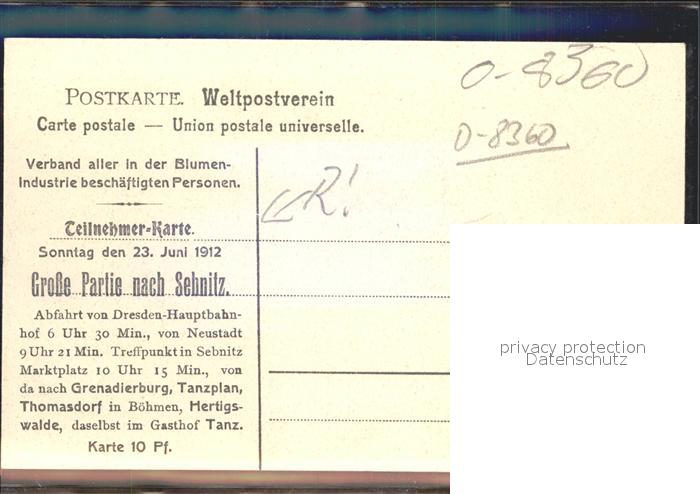 O-8360
POSTKARTE. Weltpostverein
Carte postale — Union postale universelle.
O-8360
Verband aller in der Blumen-
Industrie beschäftigten Personen.
R!
Teilnehmer-Karte.
Sonntag den 23. Juni 1912
Große Partie nach Sebnitz.
Abfahrt von Dresden-Hauptbahn-
hof 6 Uhr 30 Min., von Neustadt
9 Uhr 21 Min. Treffpunkt in Sebnitz
Marktplatz 10 Uhr 15 Min., von
da nach Grenadierburg, Tanzplan,
Thomasdorf in Böhmen, Hertigs-
walde, daselbst im Gasthof Tanz.
Karte 10 Pf.
privacy protection
Datenschutz